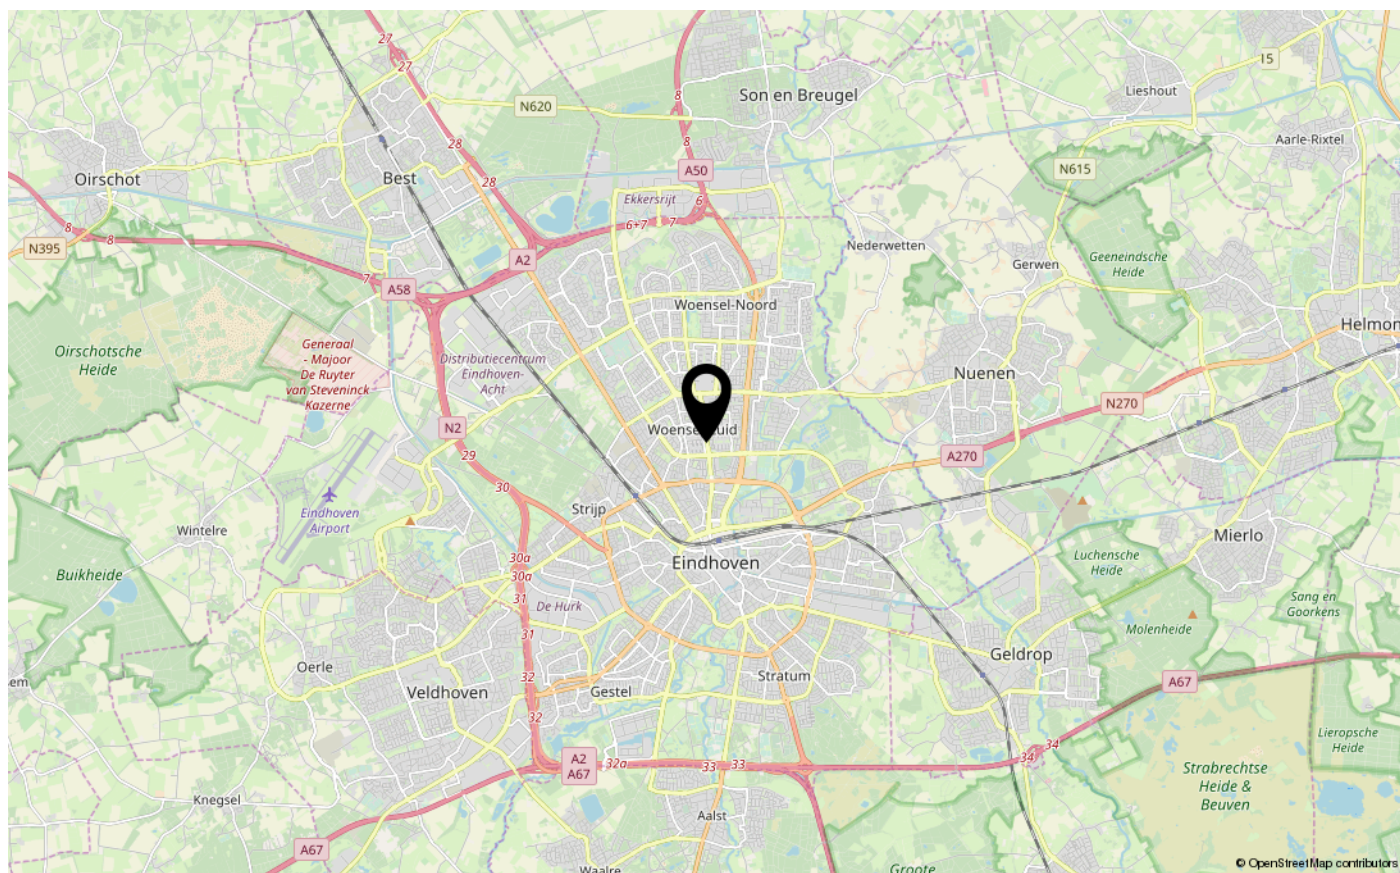 27
27
I5
Lieshout
Son en Breugel
8
N620
28
8
Aarle-Rixtel
A50
N615
Oirschot
Best
28
Ekkersrijt
6
6+7
7
8
8
N395
Nederwetten
A2
Gerwen
Geeneindsche
Heide
7
A58
Woensel-Noord
Helmon
Oirschotsche
Heide
Generaal
- Majoor
De Ruyter
van Steveninck
Kazerne
Distributiecentrum
Eindhoven-
Acht
Nuenen
N270
N2
A270
29
30
Strijp
Eindhoven
Airport
Wintelre
Mierlo
30a
30a
Eindhoven
Luchensche
Heide
Buikheide
31
De Hurk
Sang en
Goorkens
31
Molenheide
Oerle
Geldrop
em
32
Veldhoven
Gestel
Stratum
A67
32
Lieropsche
Heide
34
34
A2
A67
32a
33
33
Strabrechtse
Heide &
Beuven
Knegsel
Aalst
A67
Waalre
Groote
© OpenStreetMap contributors